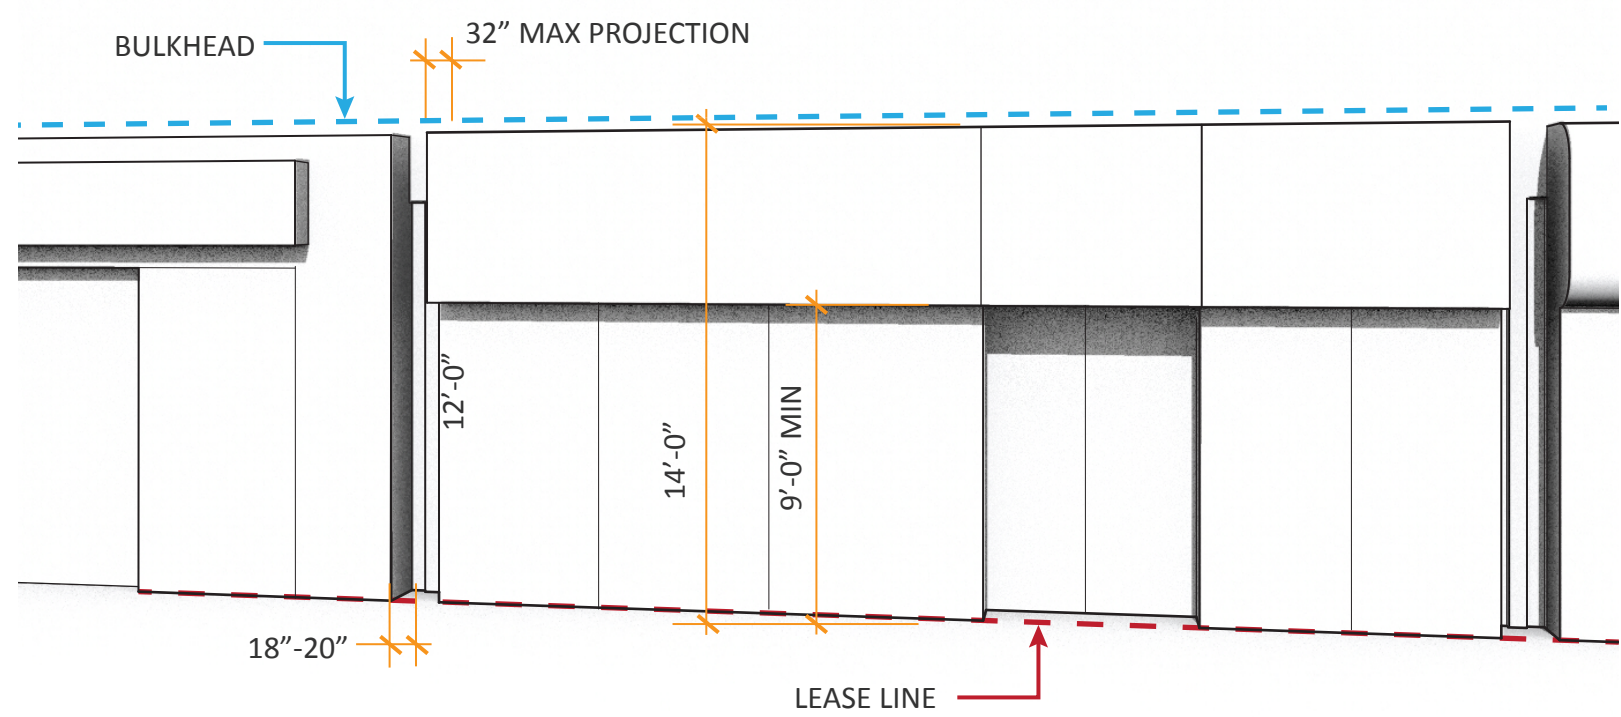 BULKHEAD
32” MAX PROJECTION
12’-0”
14’-0”
9’-0” MIN
18”-20”
LEASE LINE